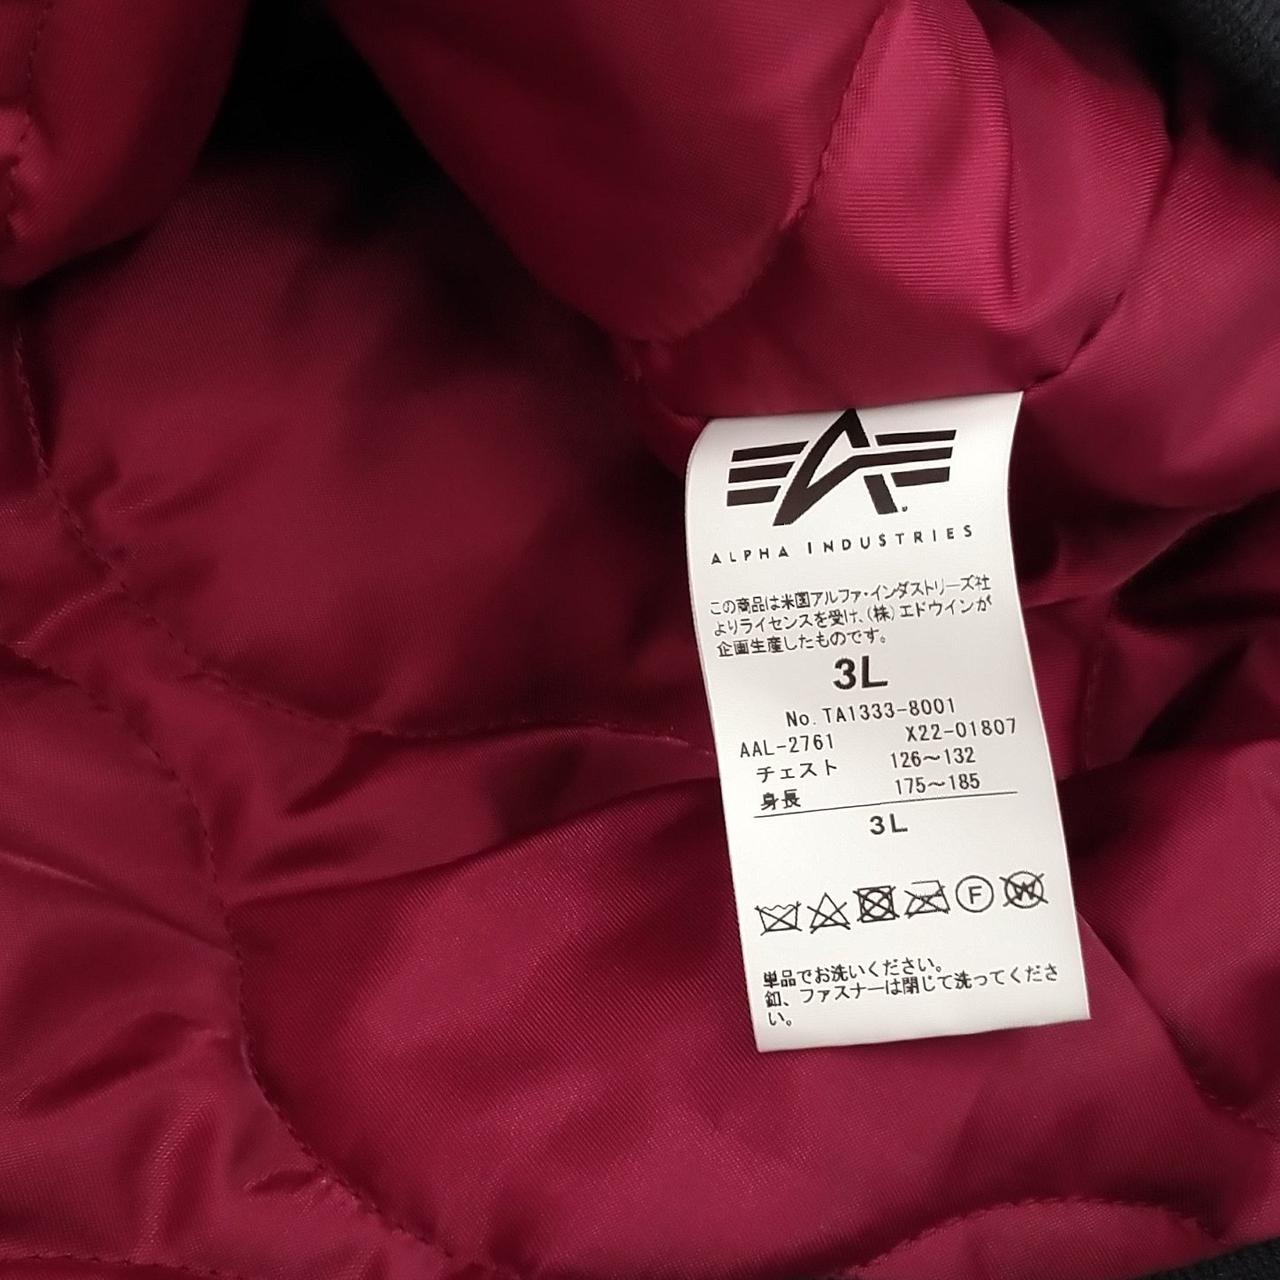 ALPHA INDUSTRIES
この商品は米国アルファ・インダストリーズ社
よりライセンスを受け、(株)エドウインが
企画生産したものです。
3L
No. TA1333-8001
AAL-2761 X22-01807
チェスト 126~132
身長 175~185
3L
F W
単品でお洗いください。
釦、ファスナーは閉じて洗ってくださ
い。